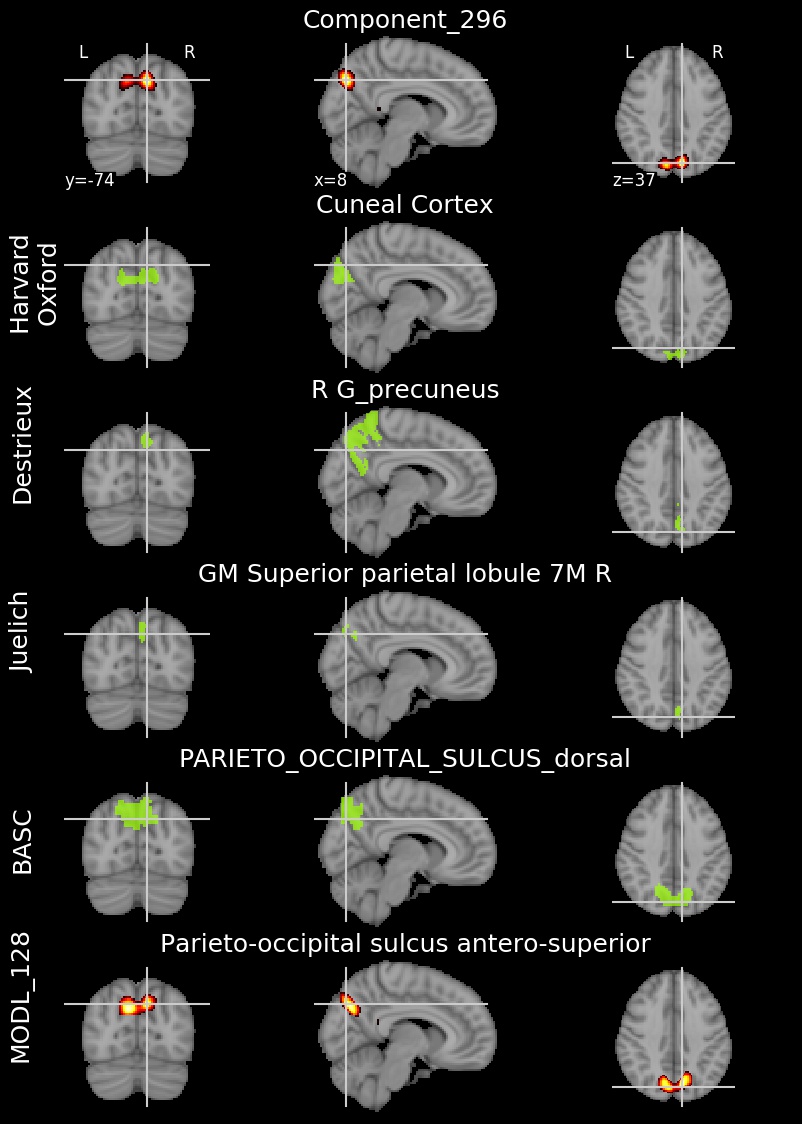 Component_296
L R L R
y=-74 x=8 z=37
Cuneal Cortex
Harvard
Oxford
R G_precuneus
Destrieux
GM Superior parietal lobule 7M R
Juelich
PARIETO_OCCIPITAL_SULCUS_dorsal
BASC
Parieto-occipital sulcus antero-superior
MODL_128